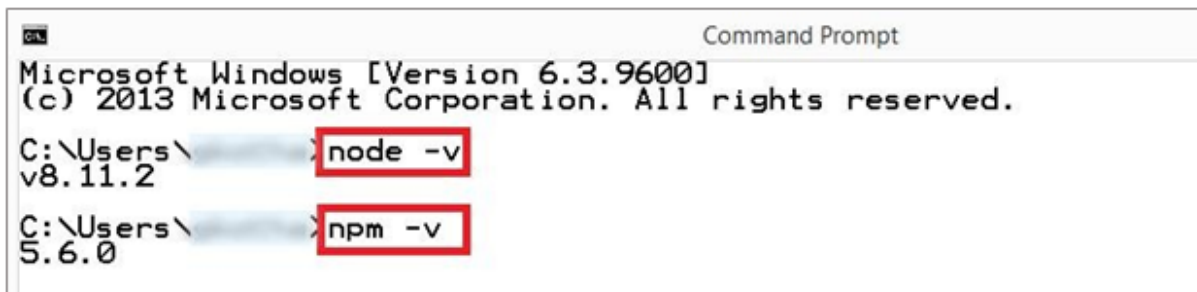 Command Prompt
Microsoft Windows [Version 6.3.9600]
(c) 2013 Microsoft Corporation. All rights reserved.
C:\Users\ >node -v
v8.11.2
C:\Users\ >npm -v
5.6.0